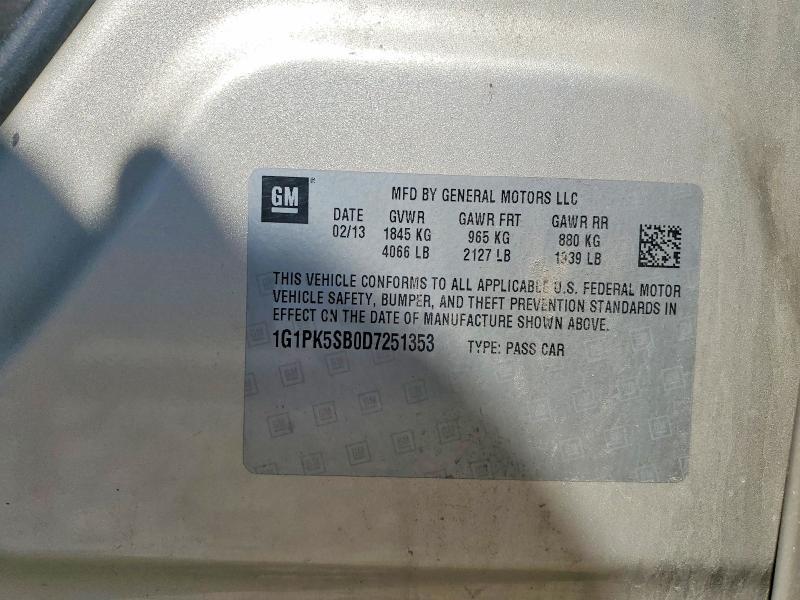 GM ®
MFD BY GENERAL MOTORS LLC
DATE GVWR GAWR FRT GAWR RR
02/13 1845 KG 965 KG 880 KG
4066 LB 2127 LB 1939 LB
THIS VEHICLE CONFORMS TO ALL APPLICABLE U.S. FEDERAL MOTOR
VEHICLE SAFETY, BUMPER, AND THEFT PREVENTION STANDARDS IN
EFFECT ON THE DATE OF MANUFACTURE SHOWN ABOVE.
1G1PK5SB0D7251353 TYPE: PASS CAR